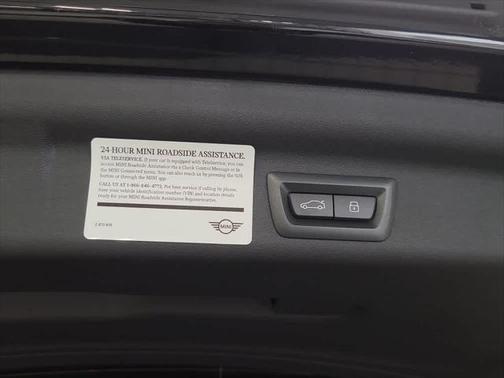 24-HOUR MINI ROADSIDE ASSISTANCE.
VIA TELESERVICE. If your car is equipped with TeleService, you can
access MINI Roadside Assistance via a Check Control Message or in
the MINI Connected menu. You can also reach us by pressing the SOS
button or through the MINI app.
CALL US AT 1-866-646-4772. For best service if calling by phone,
have your vehicle identification number (VIN) and location details
ready for your MINI Roadside Assistance Representative.
MINI